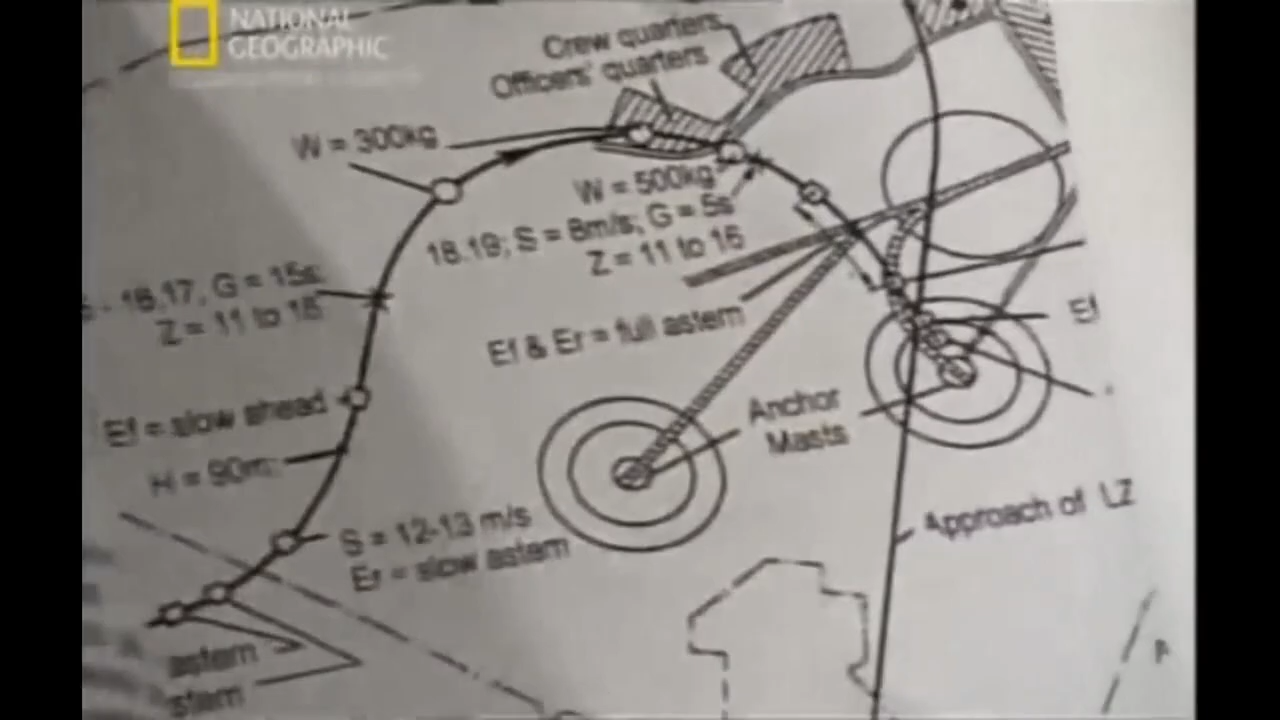 NATIONAL
GEOGRAPHIC
Crew quarters
Officers' quarters
W = 300kg
W = 500kg
18.19; S = 8m/s; G = 5s
Z = 11 to 16
18.17, G = 15s
Z = 11 to 16
Ef & Er = full astern
Ef
Ef = slow ahead
Anchor
Masts
H = 90m
Approach of LZ
S = 12-13 m/s
Er = slow astern
astern
stern